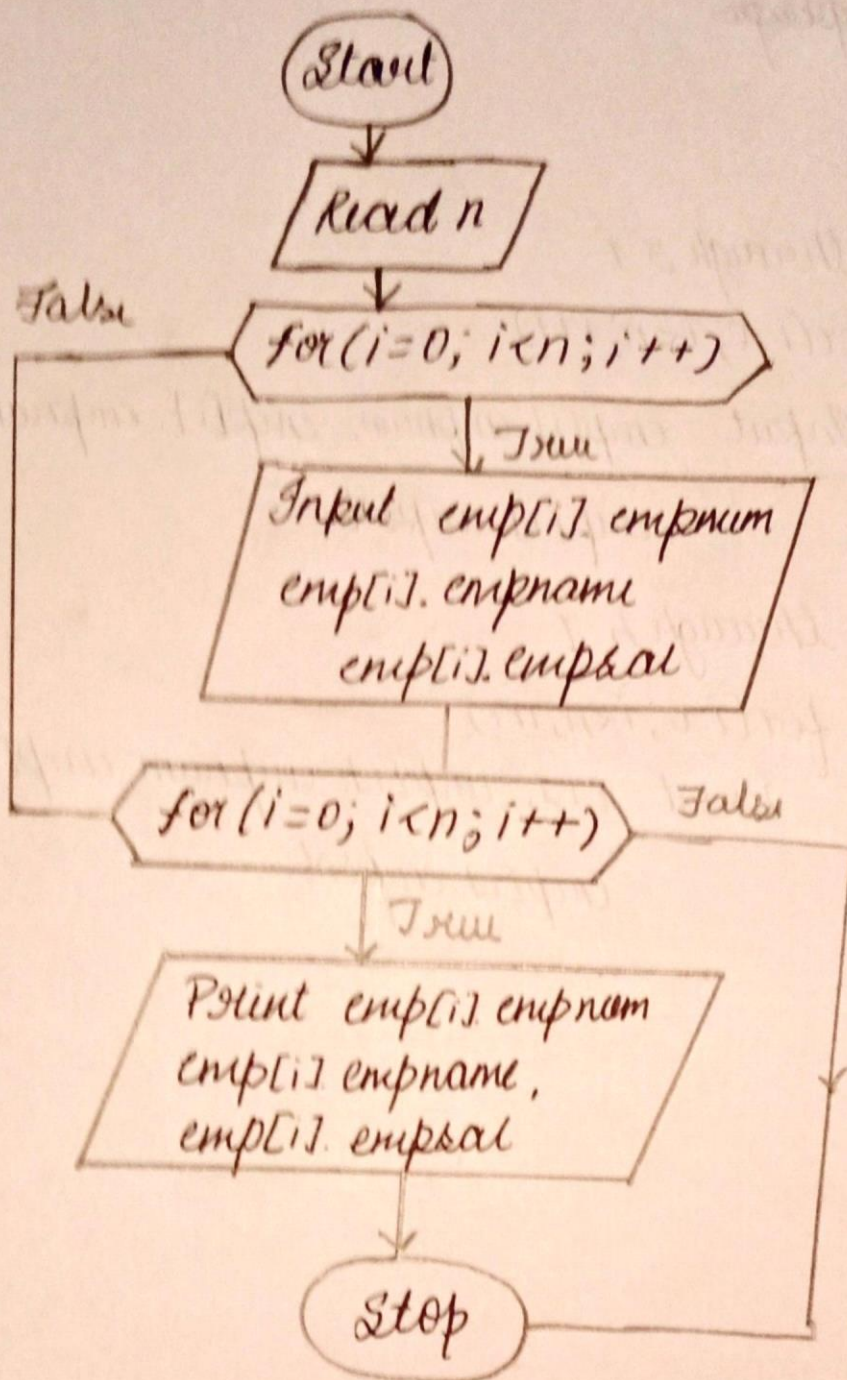 Start
Read n
False
for(i=0; i<n; i++)
True
Input emp[i]. empnum
emp[i]. empname
emp[i]. empsal
for(i=0; i<n; i++)
False
True
Print emp[i]. empnum
emp[i] empname,
emp[i]. empsal
Stop